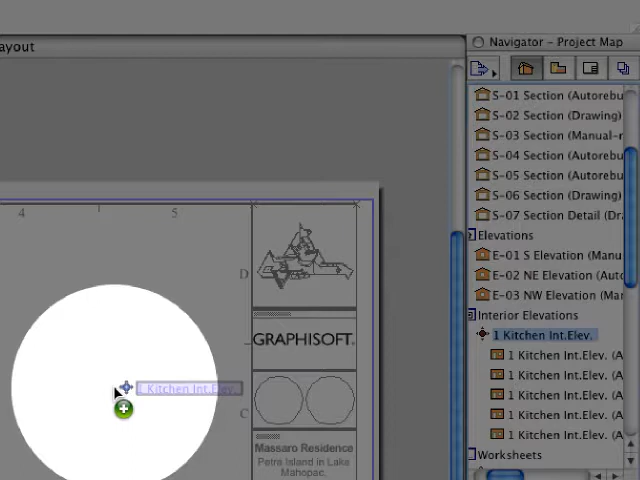 ayout
Navigator - Project Map
S-01 Section (Autorebu
S-02 Section (Drawing)
S-03 Section (Manual-r
S-04 Section (Autorebu
S-05 Section (Autorebu
S-06 Section (Drawing)
S-07 Section Detail (Dra
Elevations
E-01 S Elevation (Manu
E-02 NE Elevation (Auto
E-03 NW Elevation (Manu
Interior Elevations
1 Kitchen Int.Elev.
1 Kitchen Int.Elev. (A
1 Kitchen Int.Elev. (A
1 Kitchen Int.Elev. (A
1 Kitchen Int.Elev. (A
1 Kitchen Int.Elev. (A
Worksheets
4
5
D
GRAPHISOFT.
C
1 Kitchen Int.Elev.
Massaro Residence
Petra Island in Lake
Mahopac,